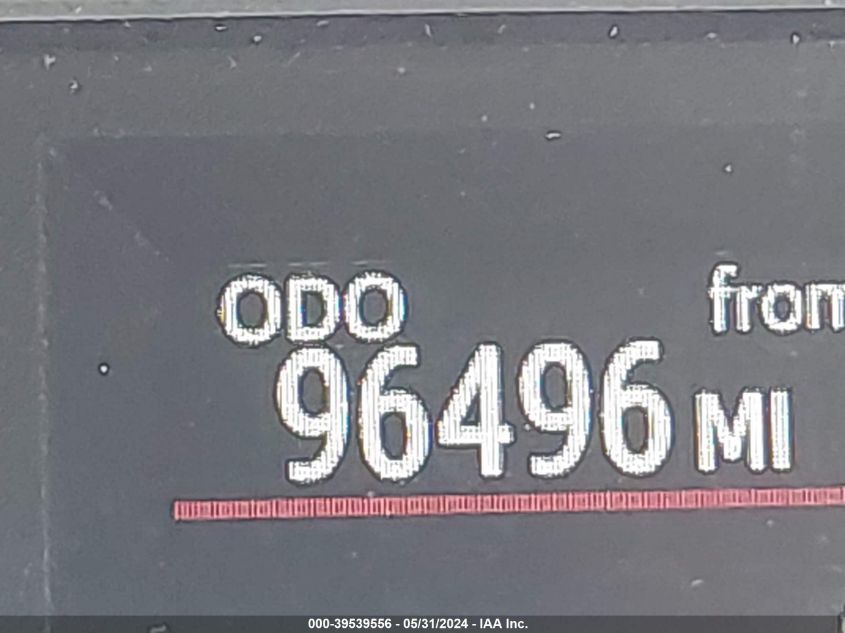 ODO
from
96496 MI
000-39539556 - 05/31/2024 - IAA Inc.